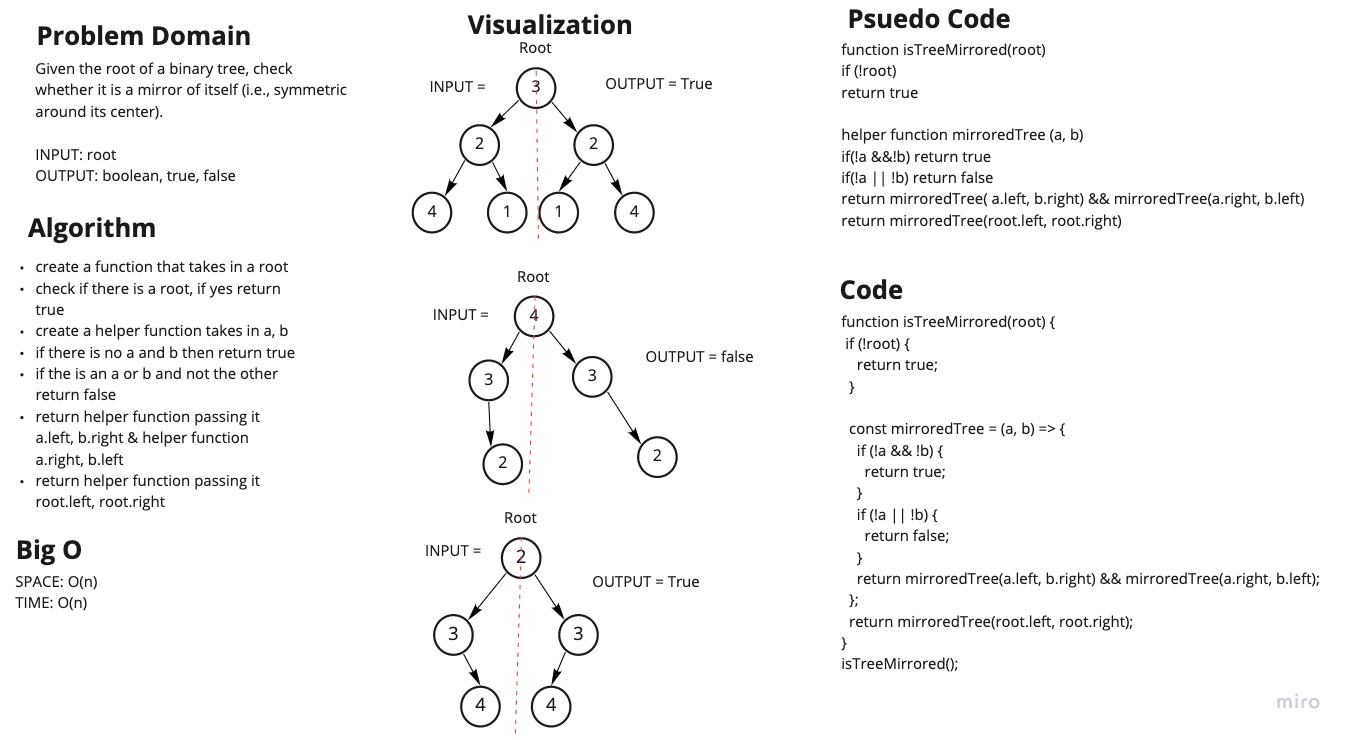 Problem Domain
Given the root of a binary tree, check
whether it is a mirror of itself (i.e., symmetric
around its center).
INPUT: root
OUTPUT: boolean, true, false
Algorithm
• create a function that takes in a root
• check if there is a root, if yes return
true
• create a helper function takes in a, b
• if there is no a and b then return true
• if the is an a or b and not the other
return false
• return helper function passing it
a.left, b.right & helper function
a.right, b.left
• return helper function passing it
root.left, root.right
Big O
SPACE: O(n)
TIME: O(n)
Visualization
Root
INPUT =
3
OUTPUT = True
2
2
4
1
1
4
Root
INPUT =
4
OUTPUT = false
3
3
2
2
Root
INPUT =
2
OUTPUT = True
3
3
4
4
Psuedo Code
function isTreeMirrored(root)
if (!root)
return true
helper function mirroredTree (a, b)
if(!a &&!b) return true
if(!a || !b) return false
return mirroredTree( a.left, b.right) && mirroredTree(a.right, b.left)
return mirroredTree(root.left, root.right)
Code
function isTreeMirrored(root) {
if (!root) {
return true;
}
const mirroredTree = (a, b) => {
if (!a && !b) {
return true;
}
if (!a || !b) {
return false;
}
return mirroredTree(a.left, b.right) && mirroredTree(a.right, b.left);
};
return mirroredTree(root.left, root.right);
}
isTreeMirrored();
miro